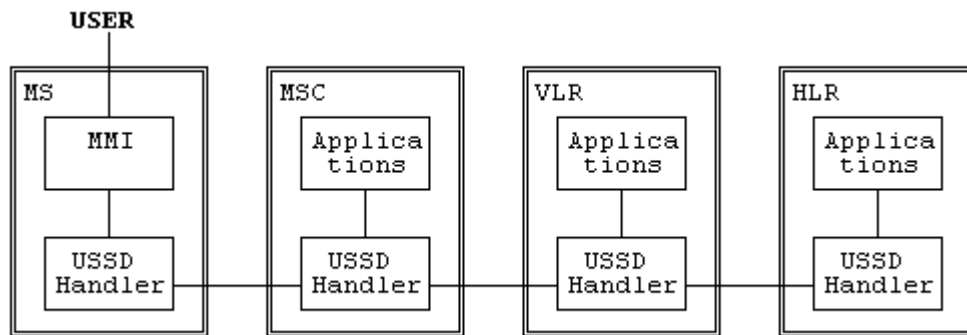 USER
MS
MSC
VLR
HLR
MMI
Applica
tions
Applica
tions
Applica
tions
USSD
Handler
USSD
Handler
USSD
Handler
USSD
Handler